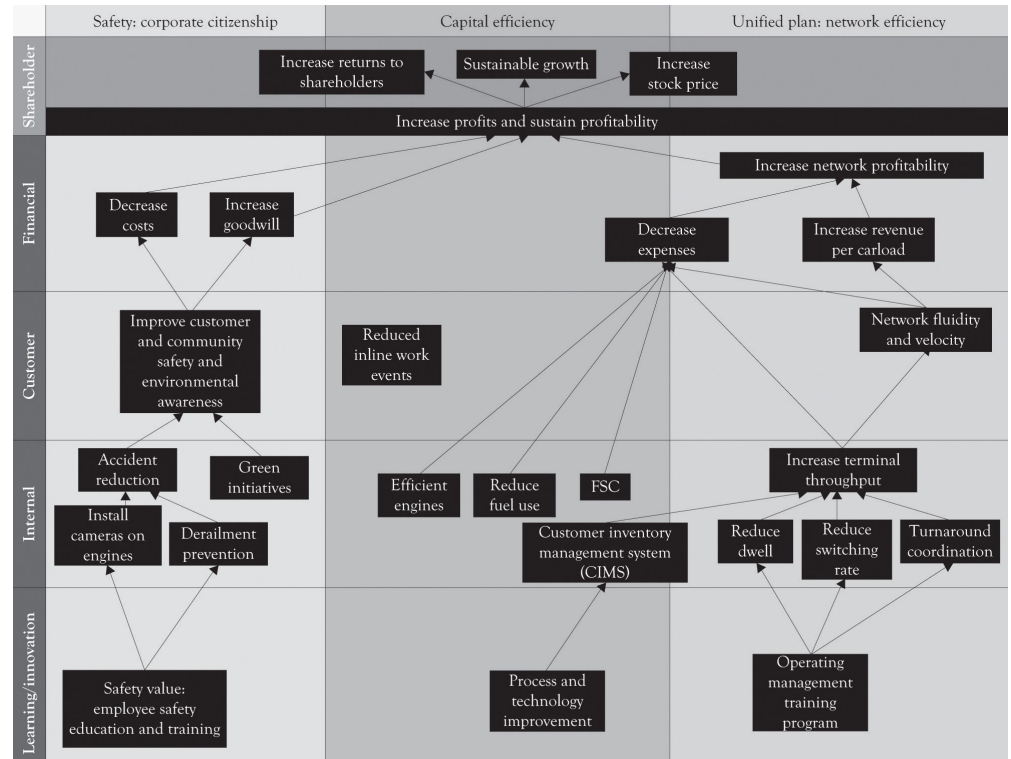 Safety: corporate citizenship
Capital efficiency
Unified plan: network efficiency
Shareholder
Increase returns to
shareholders
Sustainable growth
Increase
stock price
Increase profits and sustain profitability
Financial
Increase network profitability
Decrease
costs
Increase
goodwill
Decrease
expenses
Increase revenue
per carload
Customer
Improve customer
and community
safety and
environmental
awareness
Reduced
inline work
events
Network fluidity
and velocity
Internal
Accident
reduction
Green
initiatives
Efficient
engines
Reduce
fuel use
FSC
Increase terminal
throughput
Install
cameras on
engines
Derailment
prevention
Customer inventory
management system
(CIMS)
Reduce
dwell
Reduce
switching
rate
Turnaround
coordination
Learning/innovation
Safety value:
employee safety
education and training
Process and
technology
improvement
Operating
management
training
program